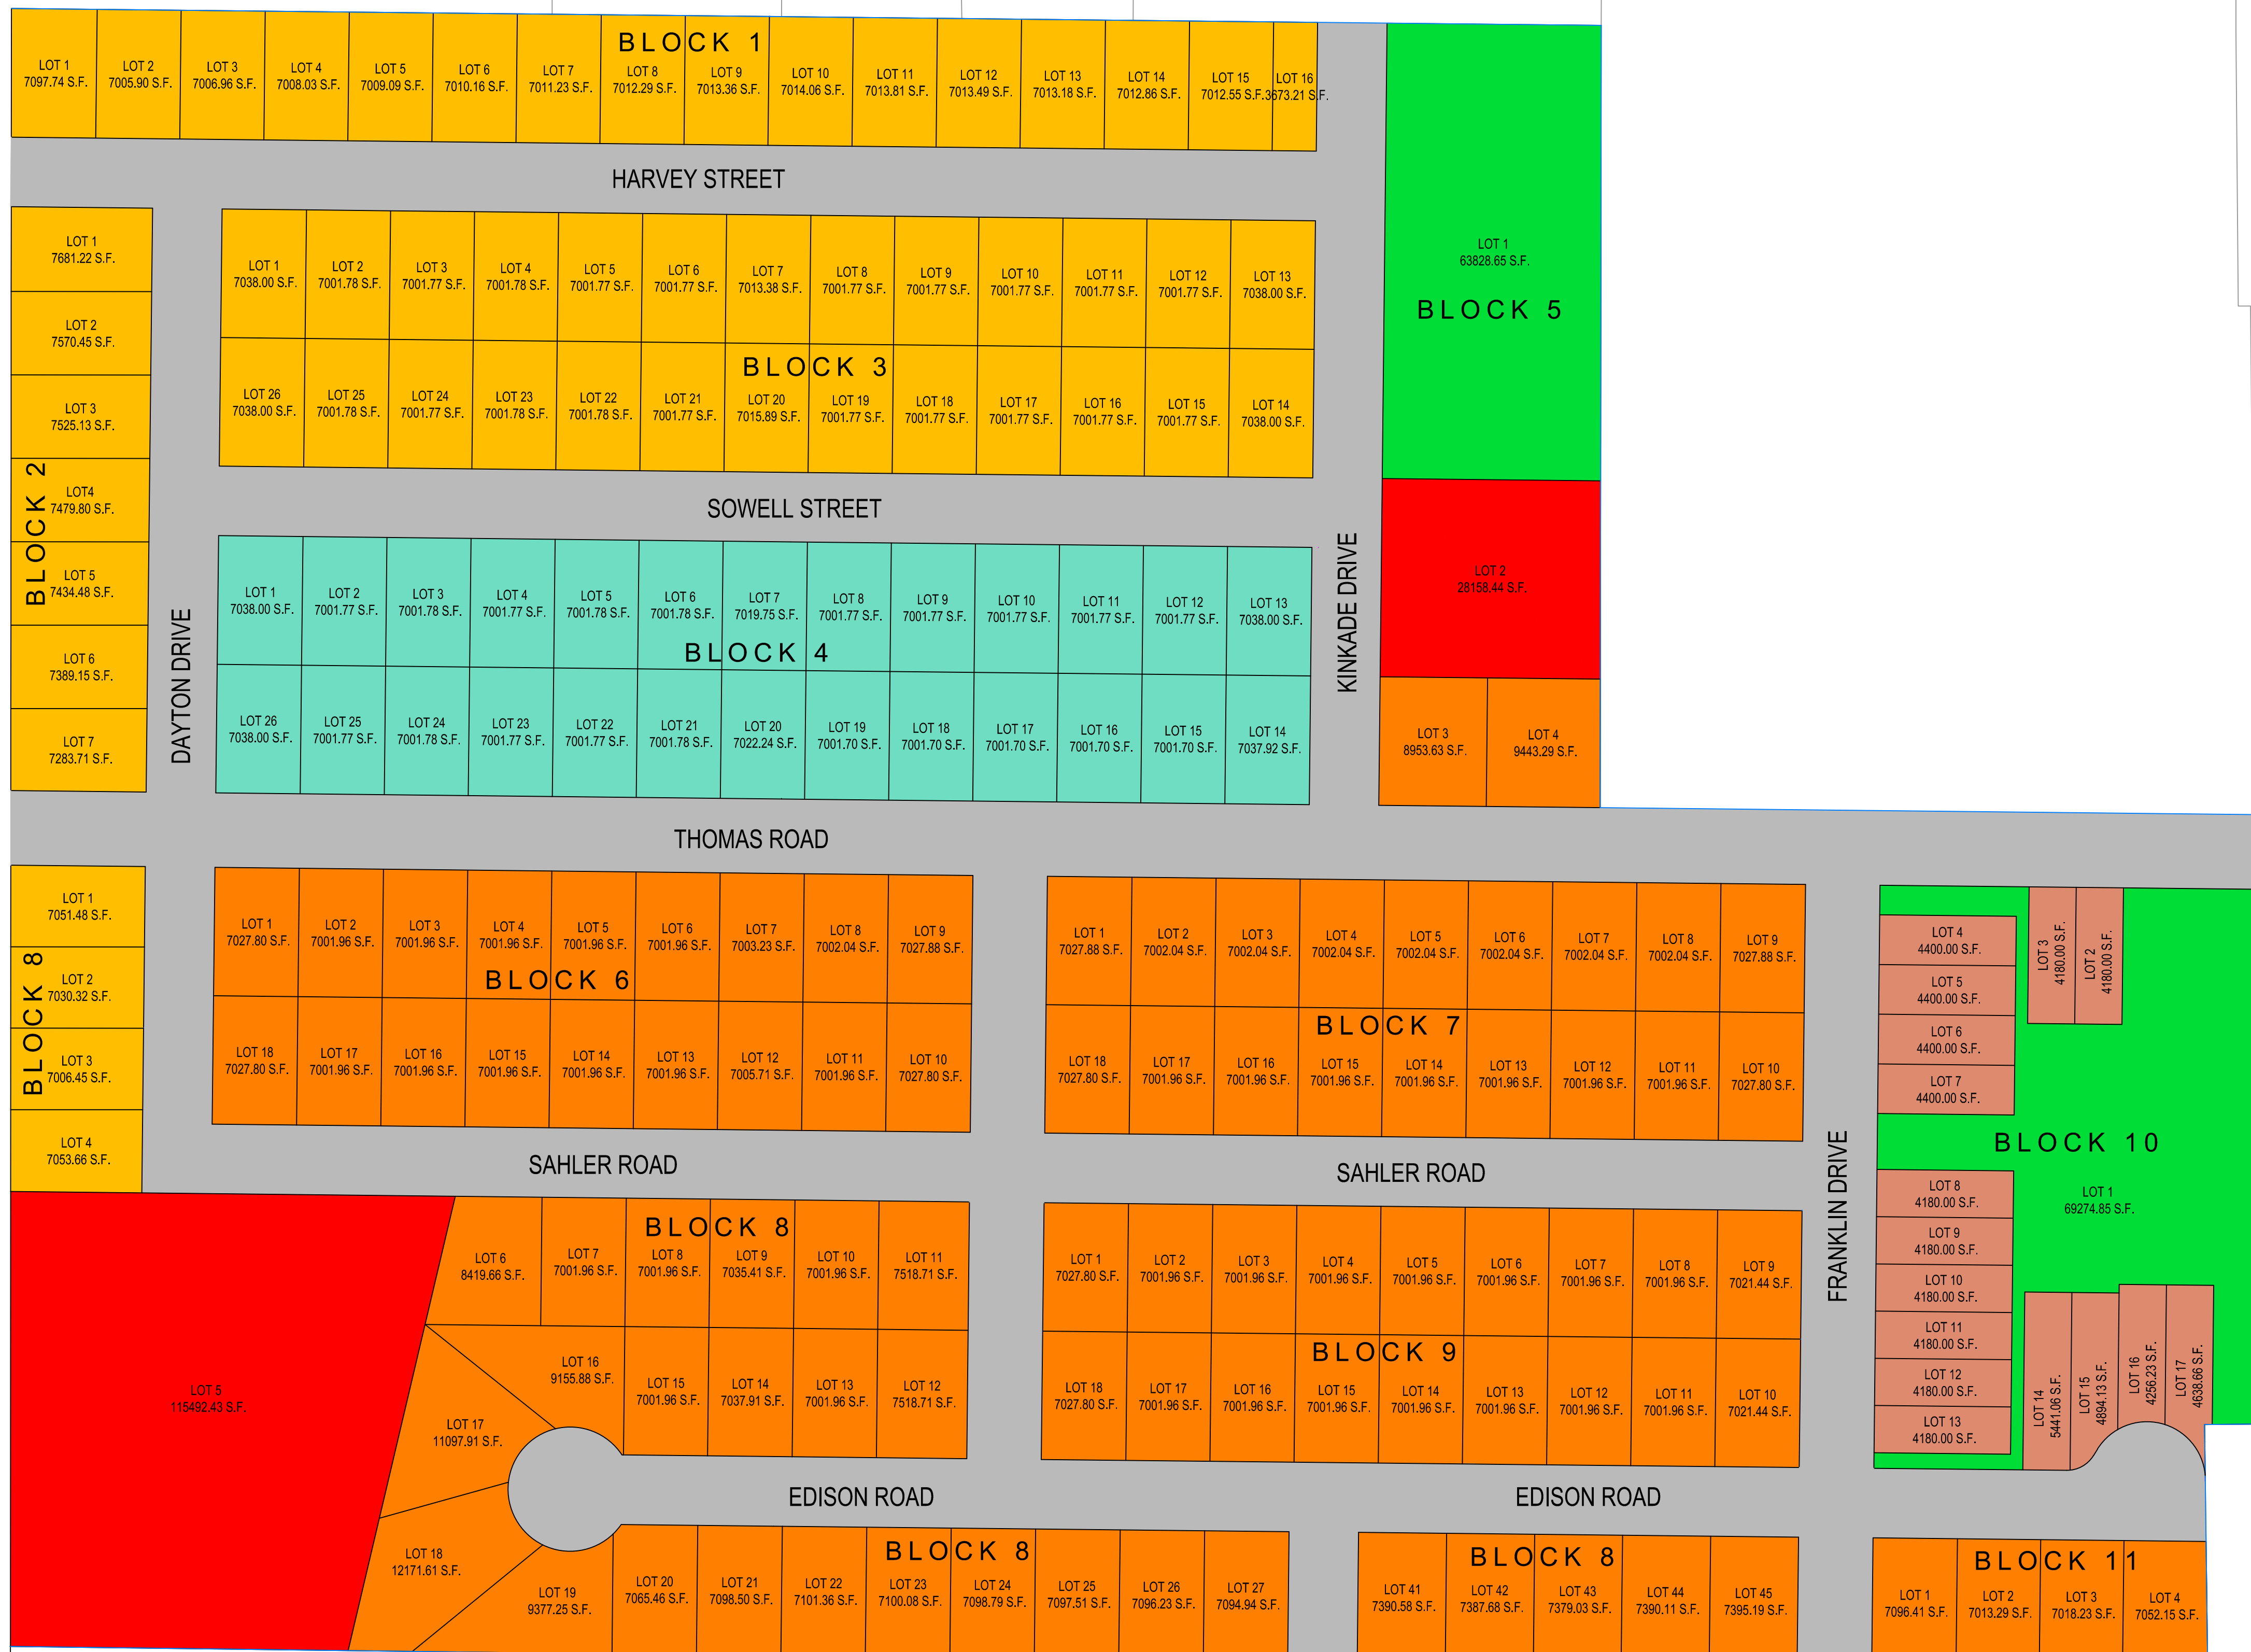 BLOCK 1
LOT 1
7097.74 S.F.
LOT 2
7005.90 S.F.
LOT 3
7006.96 S.F.
LOT 4
7008.03 S.F.
LOT 5
7009.09 S.F.
LOT 6
7010.16 S.F.
LOT 7
7011.23 S.F.
LOT 8
7012.29 S.F.
LOT 9
7013.36 S.F.
LOT 10
7014.06 S.F.
LOT 11
7013.81 S.F.
LOT 12
7013.49 S.F.
LOT 13
7013.18 S.F.
LOT 14
7012.86 S.F.
LOT 15
7012.55 S.F.
LOT 16
3673.21 S.F.
HARVEY STREET
BLOCK 2
LOT 1
7681.22 S.F.
LOT 2
7570.45 S.F.
LOT 3
7525.13 S.F.
LOT4
7479.80 S.F.
LOT 5
7434.48 S.F.
LOT 6
7389.15 S.F.
LOT 7
7283.71 S.F.
DAYTON DRIVE
LOT 1
7038.00 S.F.
LOT 2
7001.78 S.F.
LOT 3
7001.77 S.F.
LOT 4
7001.78 S.F.
LOT 5
7001.77 S.F.
LOT 6
7001.77 S.F.
LOT 7
7013.38 S.F.
LOT 8
7001.77 S.F.
LOT 9
7001.77 S.F.
LOT 10
7001.77 S.F.
LOT 11
7001.77 S.F.
LOT 12
7001.77 S.F.
LOT 13
7038.00 S.F.
BLOCK 3
LOT 26
7038.00 S.F.
LOT 25
7001.78 S.F.
LOT 24
7001.77 S.F.
LOT 23
7001.78 S.F.
LOT 22
7001.78 S.F.
LOT 21
7001.77 S.F.
LOT 20
7015.89 S.F.
LOT 19
7001.77 S.F.
LOT 18
7001.77 S.F.
LOT 17
7001.77 S.F.
LOT 16
7001.77 S.F.
LOT 15
7001.77 S.F.
LOT 14
7038.00 S.F.
SOWELL STREET
LOT 1
7038.00 S.F.
LOT 2
7001.77 S.F.
LOT 3
7001.78 S.F.
LOT 4
7001.77 S.F.
LOT 5
7001.78 S.F.
LOT 6
7001.78 S.F.
LOT 7
7019.75 S.F.
LOT 8
7001.77 S.F.
LOT 9
7001.77 S.F.
LOT 10
7001.77 S.F.
LOT 11
7001.77 S.F.
LOT 12
7001.77 S.F.
LOT 13
7038.00 S.F.
BLOCK 4
LOT 26
7038.00 S.F.
LOT 25
7001.77 S.F.
LOT 24
7001.78 S.F.
LOT 23
7001.77 S.F.
LOT 22
7001.77 S.F.
LOT 21
7001.78 S.F.
LOT 20
7022.24 S.F.
LOT 19
7001.70 S.F.
LOT 18
7001.70 S.F.
LOT 17
7001.70 S.F.
LOT 16
7001.70 S.F.
LOT 15
7001.70 S.F.
LOT 14
7037.92 S.F.
KINKADE DRIVE
LOT 1
63828.65 S.F.
BLOCK 5
LOT 2
28158.44 S.F.
LOT 3
8953.63 S.F.
LOT 4
9443.29 S.F.
THOMAS ROAD
BLOCK 8
LOT 1
7051.48 S.F.
LOT 2
7030.32 S.F.
LOT 3
7006.45 S.F.
LOT 4
7053.66 S.F.
LOT 1
7027.80 S.F.
LOT 2
7001.96 S.F.
LOT 3
7001.96 S.F.
LOT 4
7001.96 S.F.
LOT 5
7001.96 S.F.
LOT 6
7001.96 S.F.
LOT 7
7003.23 S.F.
LOT 8
7002.04 S.F.
LOT 9
7027.88 S.F.
BLOCK 6
LOT 18
7027.80 S.F.
LOT 17
7001.96 S.F.
LOT 16
7001.96 S.F.
LOT 15
7001.96 S.F.
LOT 14
7001.96 S.F.
LOT 13
7001.96 S.F.
LOT 12
7005.71 S.F.
LOT 11
7001.96 S.F.
LOT 10
7027.80 S.F.
LOT 1
7027.88 S.F.
LOT 2
7002.04 S.F.
LOT 3
7002.04 S.F.
LOT 4
7002.04 S.F.
LOT 5
7002.04 S.F.
LOT 6
7002.04 S.F.
LOT 7
7002.04 S.F.
LOT 8
7002.04 S.F.
LOT 9
7027.88 S.F.
BLOCK 7
LOT 18
7027.80 S.F.
LOT 17
7001.96 S.F.
LOT 16
7001.96 S.F.
LOT 15
7001.96 S.F.
LOT 14
7001.96 S.F.
LOT 13
7001.96 S.F.
LOT 12
7001.96 S.F.
LOT 11
7001.96 S.F.
LOT 10
7027.80 S.F.
FRANKLIN DRIVE
LOT 4
4400.00 S.F.
LOT 5
4400.00 S.F.
LOT 6
4400.00 S.F.
LOT 7
4400.00 S.F.
LOT 3
4180.00 S.F.
LOT 2
4180.00 S.F.
BLOCK 10
LOT 1
69274.85 S.F.
LOT 8
4180.00 S.F.
LOT 9
4180.00 S.F.
LOT 10
4180.00 S.F.
LOT 11
4180.00 S.F.
LOT 12
4180.00 S.F.
LOT 13
4180.00 S.F.
LOT 14
5441.06 S.F.
LOT 15
4894.13 S.F.
LOT 16
4256.23 S.F.
LOT 17
4638.66 S.F.
SAHLER ROAD
SAHLER ROAD
LOT 5
115492.43 S.F.
BLOCK 8
LOT 6
8419.66 S.F.
LOT 7
7001.96 S.F.
LOT 8
7001.96 S.F.
LOT 9
7035.41 S.F.
LOT 10
7001.96 S.F.
LOT 11
7518.71 S.F.
LOT 16
9155.88 S.F.
LOT 15
7001.96 S.F.
LOT 14
7037.91 S.F.
LOT 13
7001.96 S.F.
LOT 12
7518.71 S.F.
LOT 17
11097.91 S.F.
LOT 18
12171.61 S.F.
LOT 19
9377.25 S.F.
LOT 1
7027.80 S.F.
LOT 2
7001.96 S.F.
LOT 3
7001.96 S.F.
LOT 4
7001.96 S.F.
LOT 5
7001.96 S.F.
LOT 6
7001.96 S.F.
LOT 7
7001.96 S.F.
LOT 8
7001.96 S.F.
LOT 9
7021.44 S.F.
BLOCK 9
LOT 18
7027.80 S.F.
LOT 17
7001.96 S.F.
LOT 16
7001.96 S.F.
LOT 15
7001.96 S.F.
LOT 14
7001.96 S.F.
LOT 13
7001.96 S.F.
LOT 12
7001.96 S.F.
LOT 11
7001.96 S.F.
LOT 10
7021.44 S.F.
EDISON ROAD
EDISON ROAD
BLOCK 8
LOT 20
7065.46 S.F.
LOT 21
7098.50 S.F.
LOT 22
7101.36 S.F.
LOT 23
7100.08 S.F.
LOT 24
7098.79 S.F.
LOT 25
7097.51 S.F.
LOT 26
7096.23 S.F.
LOT 27
7094.94 S.F.
BLOCK 8
LOT 41
7390.58 S.F.
LOT 42
7387.68 S.F.
LOT 43
7379.03 S.F.
LOT 44
7390.11 S.F.
LOT 45
7395.19 S.F.
BLOCK 11
LOT 1
7096.41 S.F.
LOT 2
7013.29 S.F.
LOT 3
7018.23 S.F.
LOT 4
7052.15 S.F.